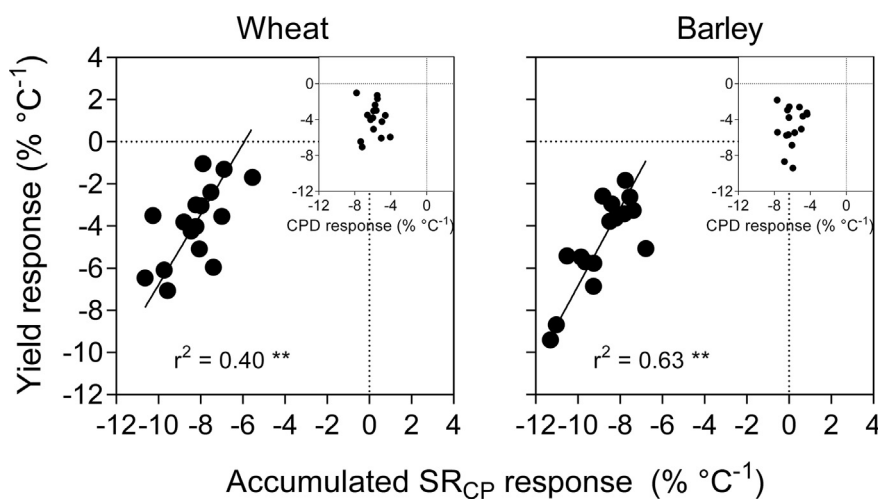 Wheat
Barley
Yield response (% °C⁻¹)
4
2
0
-2
-4
-6
-8
-10
-12
-12 -10 -8 -6 -4 -2 0 2 4
r² = 0.40 **
0
-4
-8
-12
-12 -8 -4 0
CPD response (% °C⁻¹)
-12 -10 -8 -6 -4 -2 0 2 4
r² = 0.63 **
0
-4
-8
-12
-12 -8 -4 0
CPD response (% °C⁻¹)
Accumulated SR_CP response (% °C⁻¹)